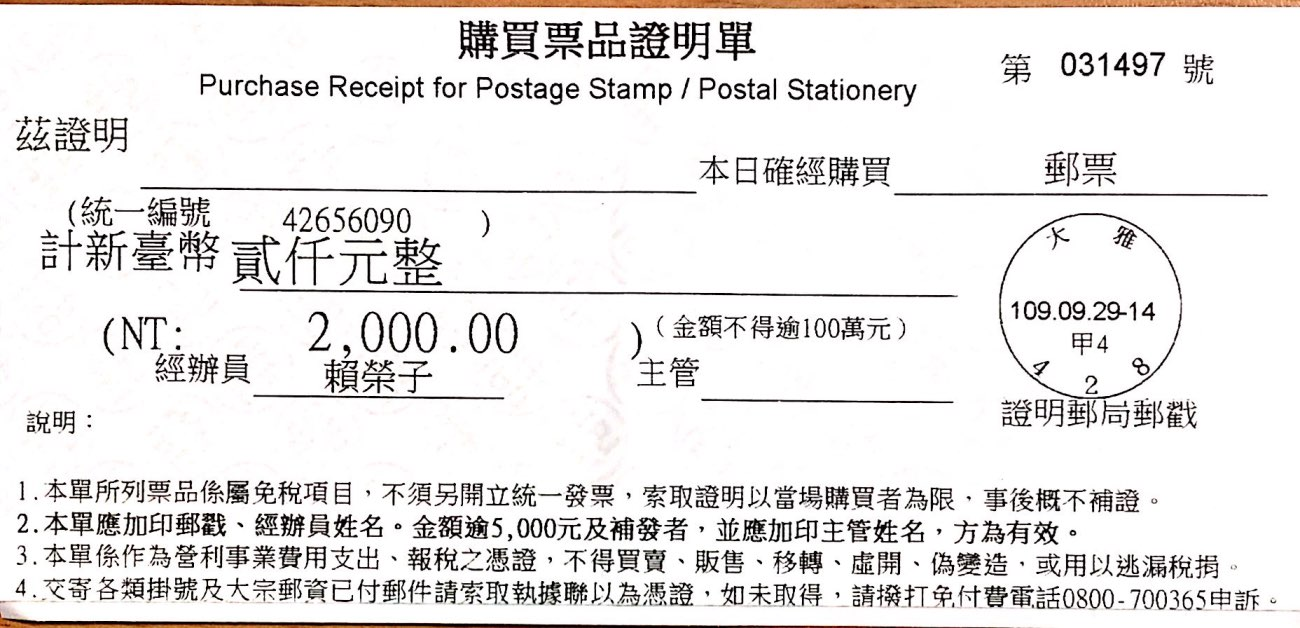 購買票品證明單
Purchase Receipt for Postage Stamp / Postal Stationery
第 031497 號
茲證明
本日確經購買 郵票
(統一編號 42656090 )
計新臺幣貳仟元整
(NT: 2,000.00 )(金額不得逾100萬元)
經辦員 賴榮子 主管
大雅
109.09.29-14
甲4
428
證明郵局郵戳
說明：
1.本單所列票品係屬免稅項目，不須另開立統一發票，索取證明以當場購買者為限，事後概不補證。
2.本單應加印郵戳、經辦員姓名。金額逾5,000元及補發者，並應加印主管姓名，方為有效。
3.本單係作為營利事業費用支出、報稅之憑證，不得買賣、販售、移轉、虛開、偽變造，或用以逃漏稅捐。
4.交寄各類掛號及大宗郵資已付郵件請索取執據聯以為憑證，如未取得，請撥打免付費電話0800-700365申訴。